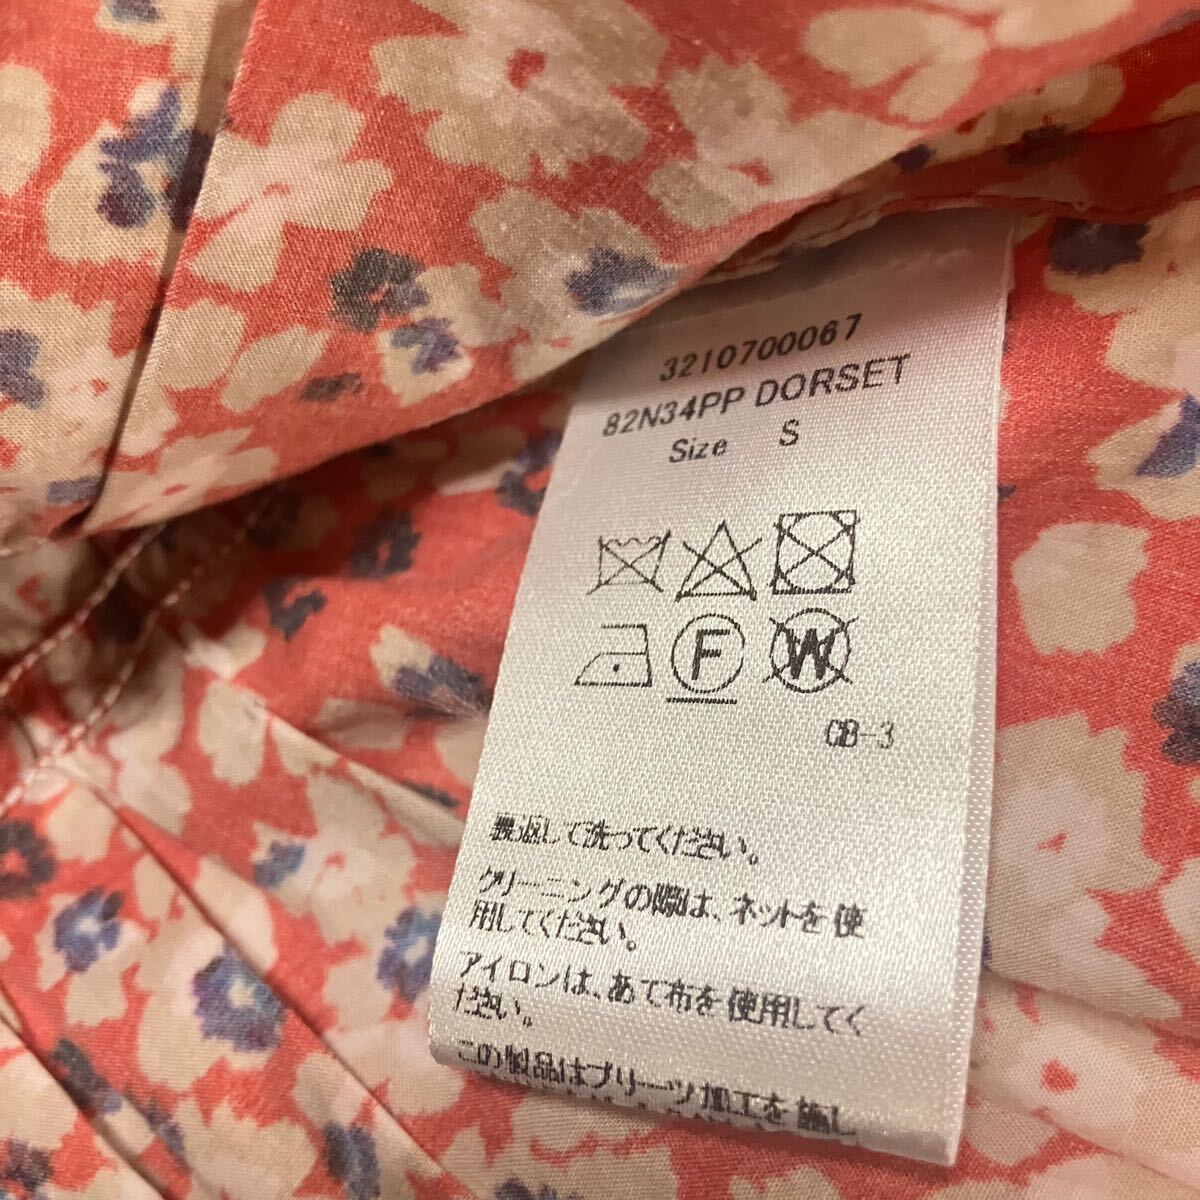 3210700067
82N34PP DORSET
Size S
F
W
GB-3
裏返して洗ってください。
クリーニングの際は、ネットを使
用してください。
アイロンは、あて布を使用してく
ださい。
この製品はプリーツ加工を施し